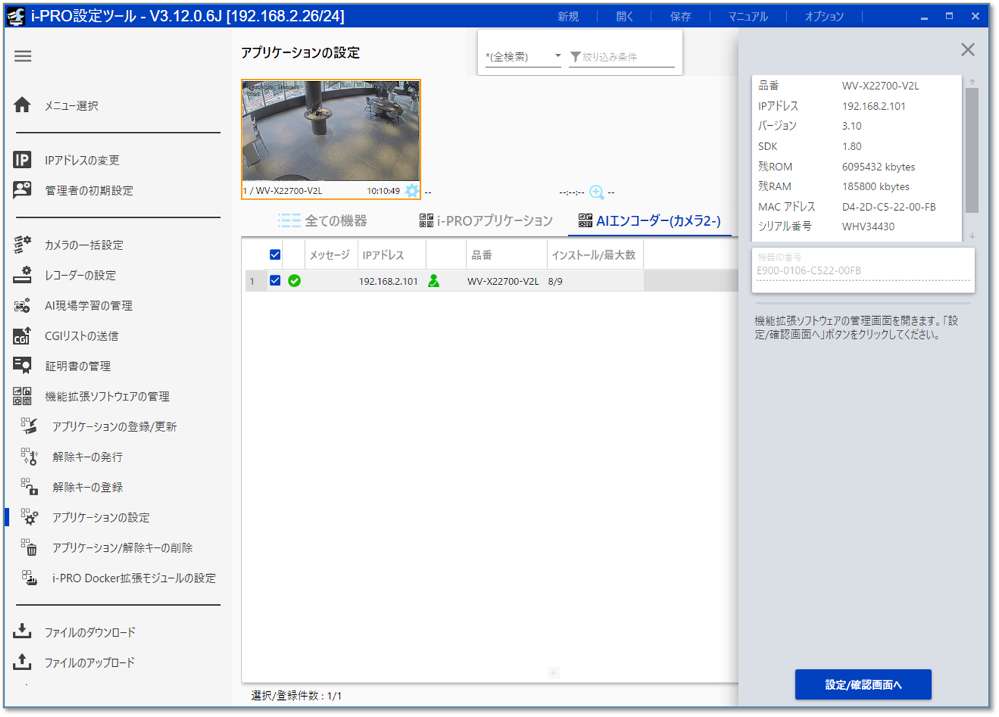 i-PRO設定ツール - V3.12.0.6J [192.168.2.26/24]
新規
開く
保存
マニュアル
オプション
アプリケーションの設定
*(全検索)
絞り込み条件
メニュー選択
IPアドレスの変更
管理者の初期設定
カメラの一括設定
レコーダーの設定
AI現場学習の管理
CGIリストの送信
証明書の管理
機能拡張ソフトウェアの管理
アプリケーションの登録/更新
解除キーの発行
解除キーの登録
アプリケーションの設定
アプリケーション/解除キーの削除
i-PRO Docker拡張モジュールの設定
ファイルのダウンロード
ファイルのアップロード
1 / WV-X22700-V2L 10:10:49 --
--:--:-- --
全ての機器
i-PROアプリケーション
AIエンコーダー(カメラ2-)
メッセージ IPアドレス 品番 インストール/最大数
1 192.168.2.101 WV-X22700-V2L 8/9
選択/登録件数 : 1/1
品番 WV-X22700-V2L
IPアドレス 192.168.2.101
バージョン 3.10
SDK 1.80
残ROM 6095432 kbytes
残RAM 185800 kbytes
MAC アドレス D4-2D-C5-22-00-FB
シリアル番号 WHV34430
機器ID番号
E900-0106-C522-00FB
機能拡張ソフトウェアの管理画面を開きます。「設
定/確認画面へ」ボタンをクリックしてください。
設定/確認画面へ